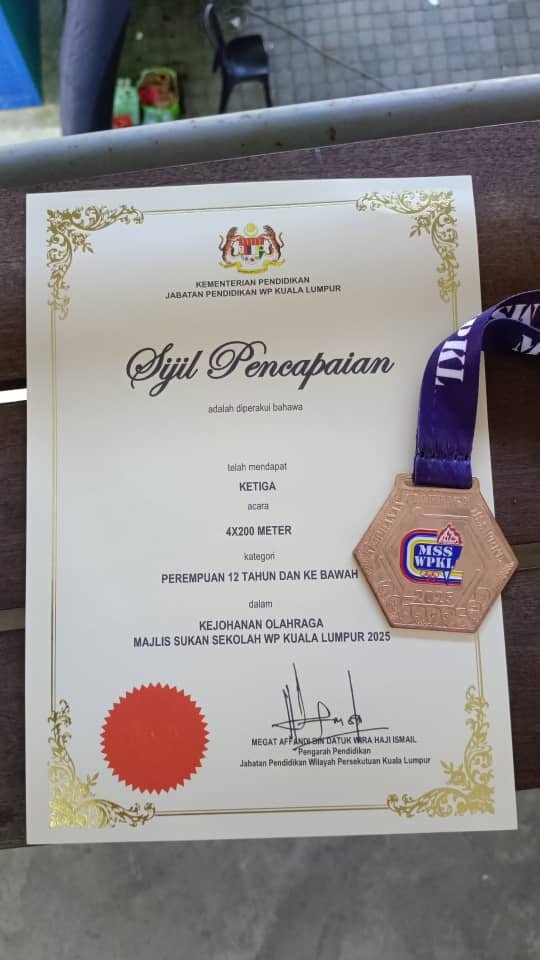 KEMENTERIAN PENDIDIKAN
JABATAN PENDIDIKAN WP KUALA LUMPUR
Sijil Pencapaian
adalah diperakui bahawa
telah mendapat
KETIGA
acara
4X200 METER
kategori
PEREMPUAN 12 TAHUN DAN KE BAWAH
dalam
KEJOHANAN OLAHRAGA
MAJLIS SUKAN SEKOLAH WP KUALA LUMPUR 2025
MEGAT AFFANDI BIN DATUK WIRA HAJI ISMAIL
Pengarah Pendidikan
Jabatan Pendidikan Wilayah Persekutuan Kuala Lumpur
MSS
WPKL
2025